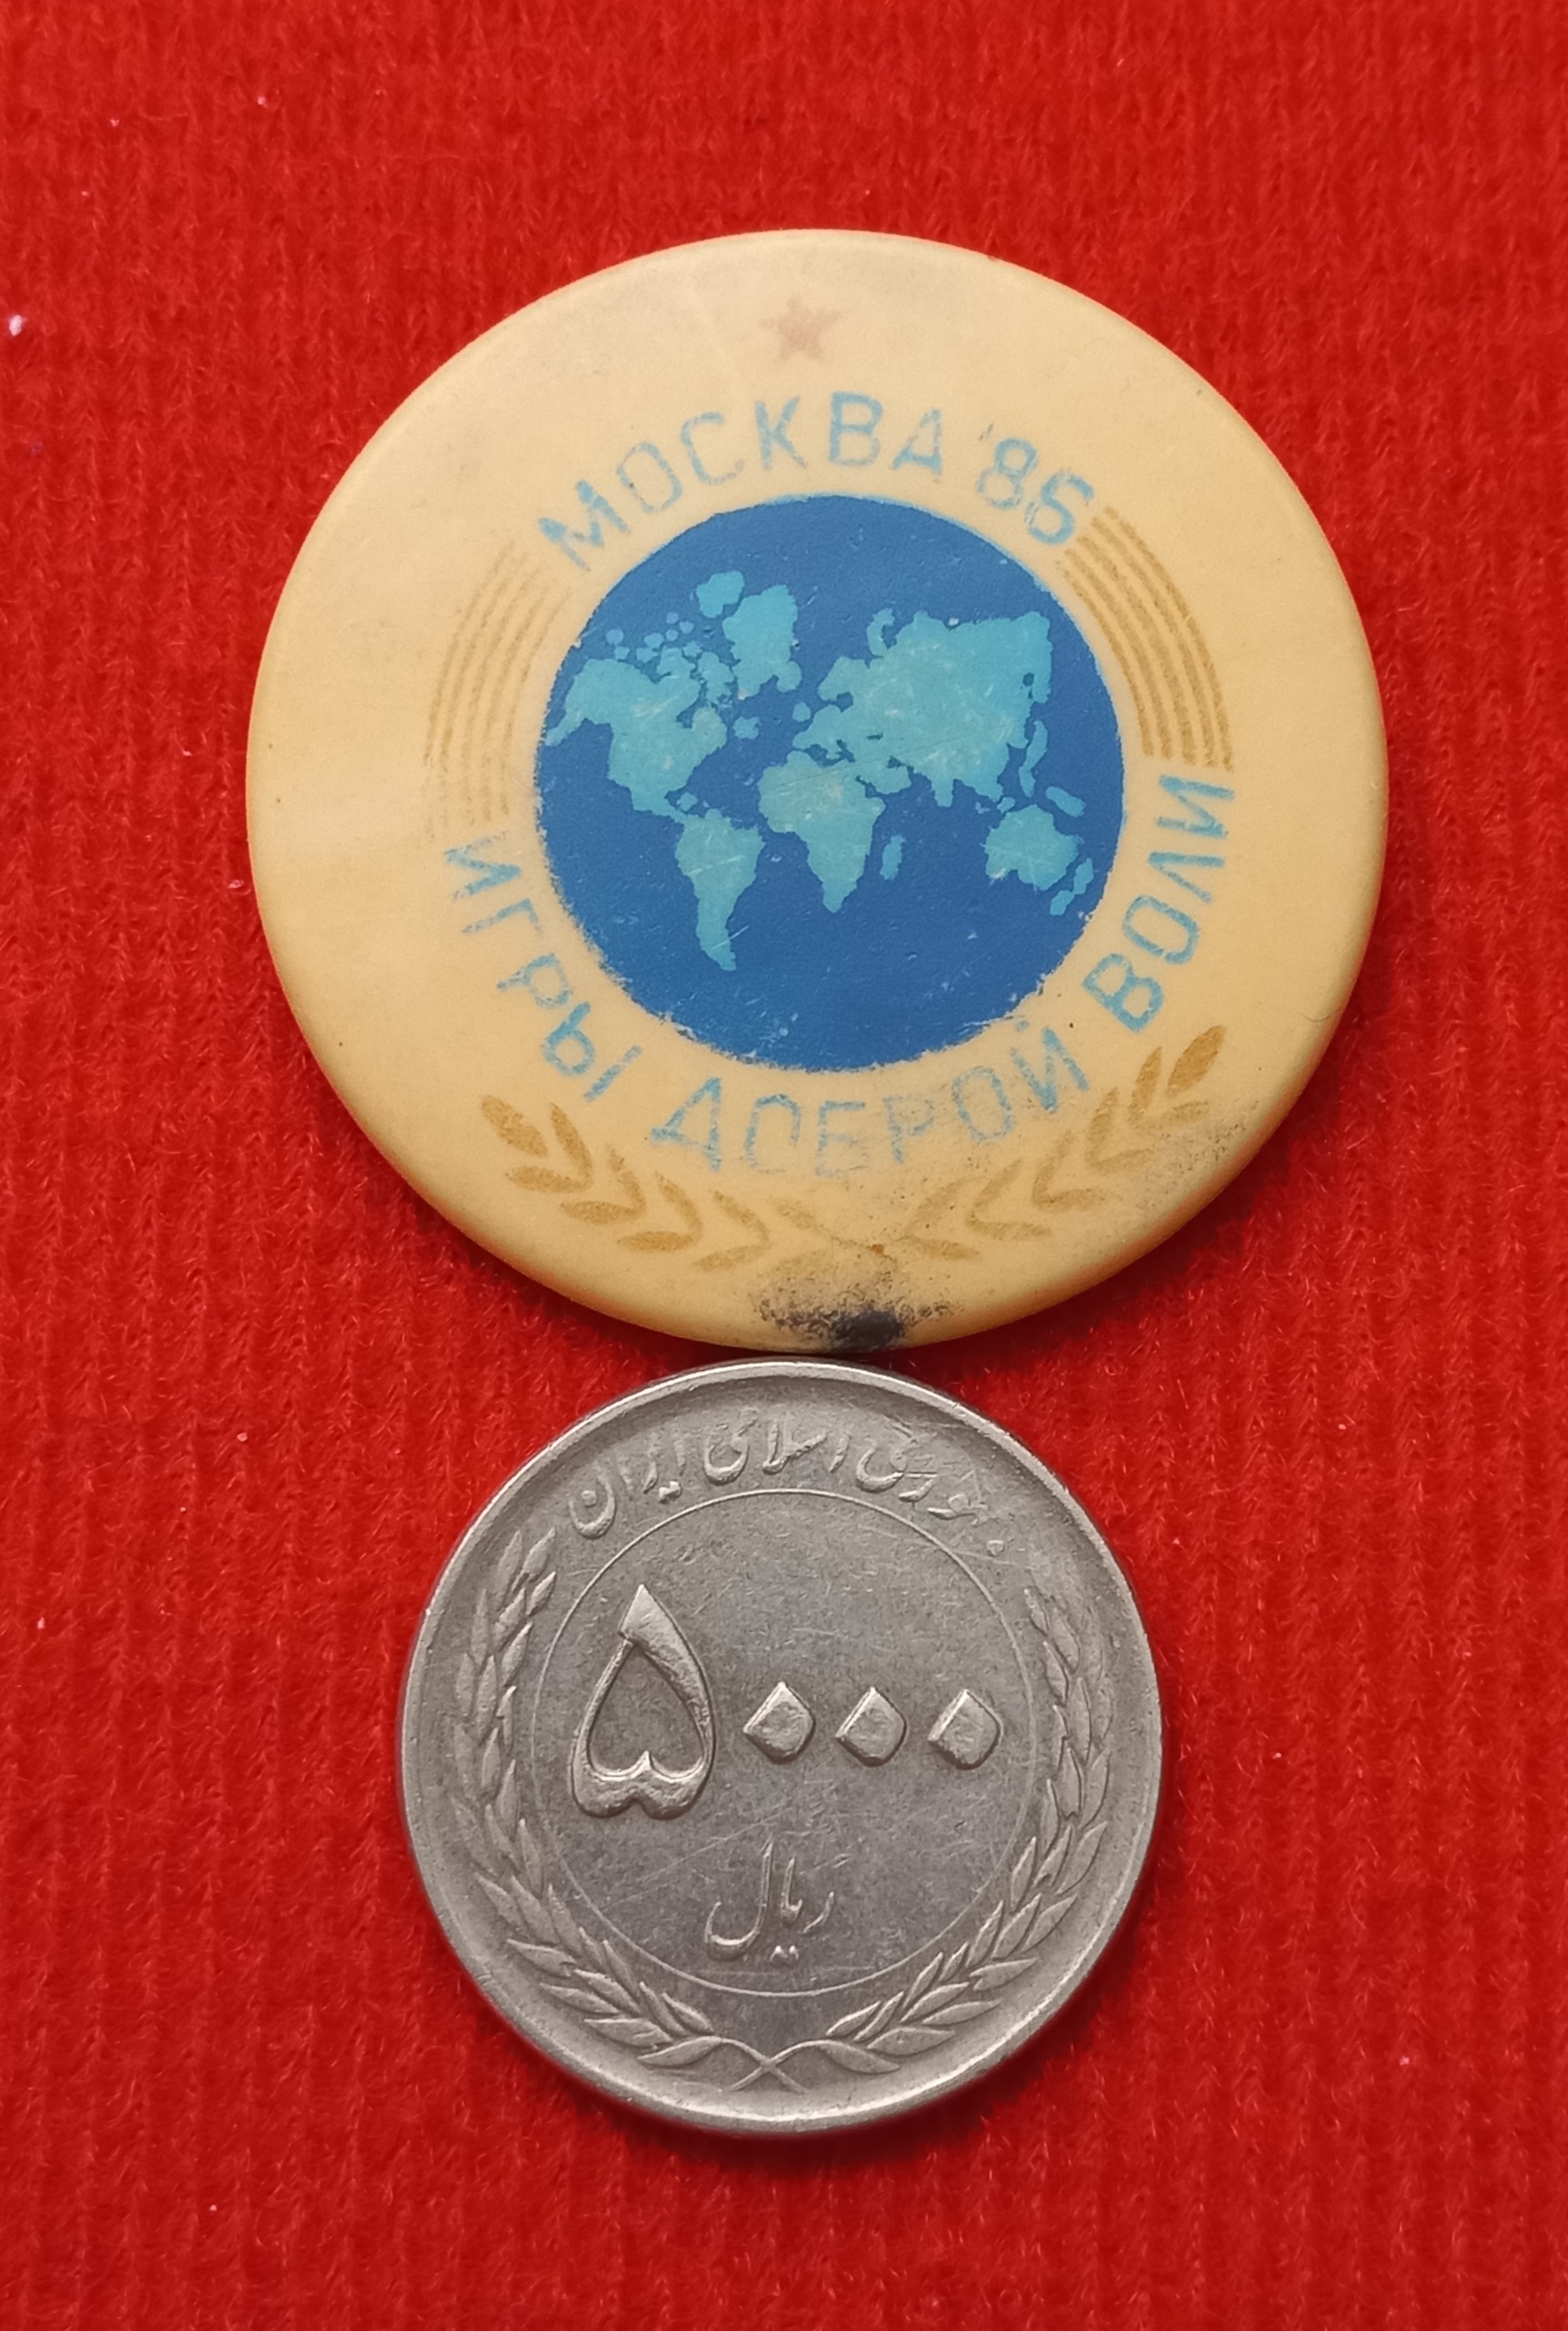 МОСКВА '86
ИГРЫ ДОБРОЙ ВОЛИ
جمهوری اسلامی ایران
۵۰۰۰
ریال